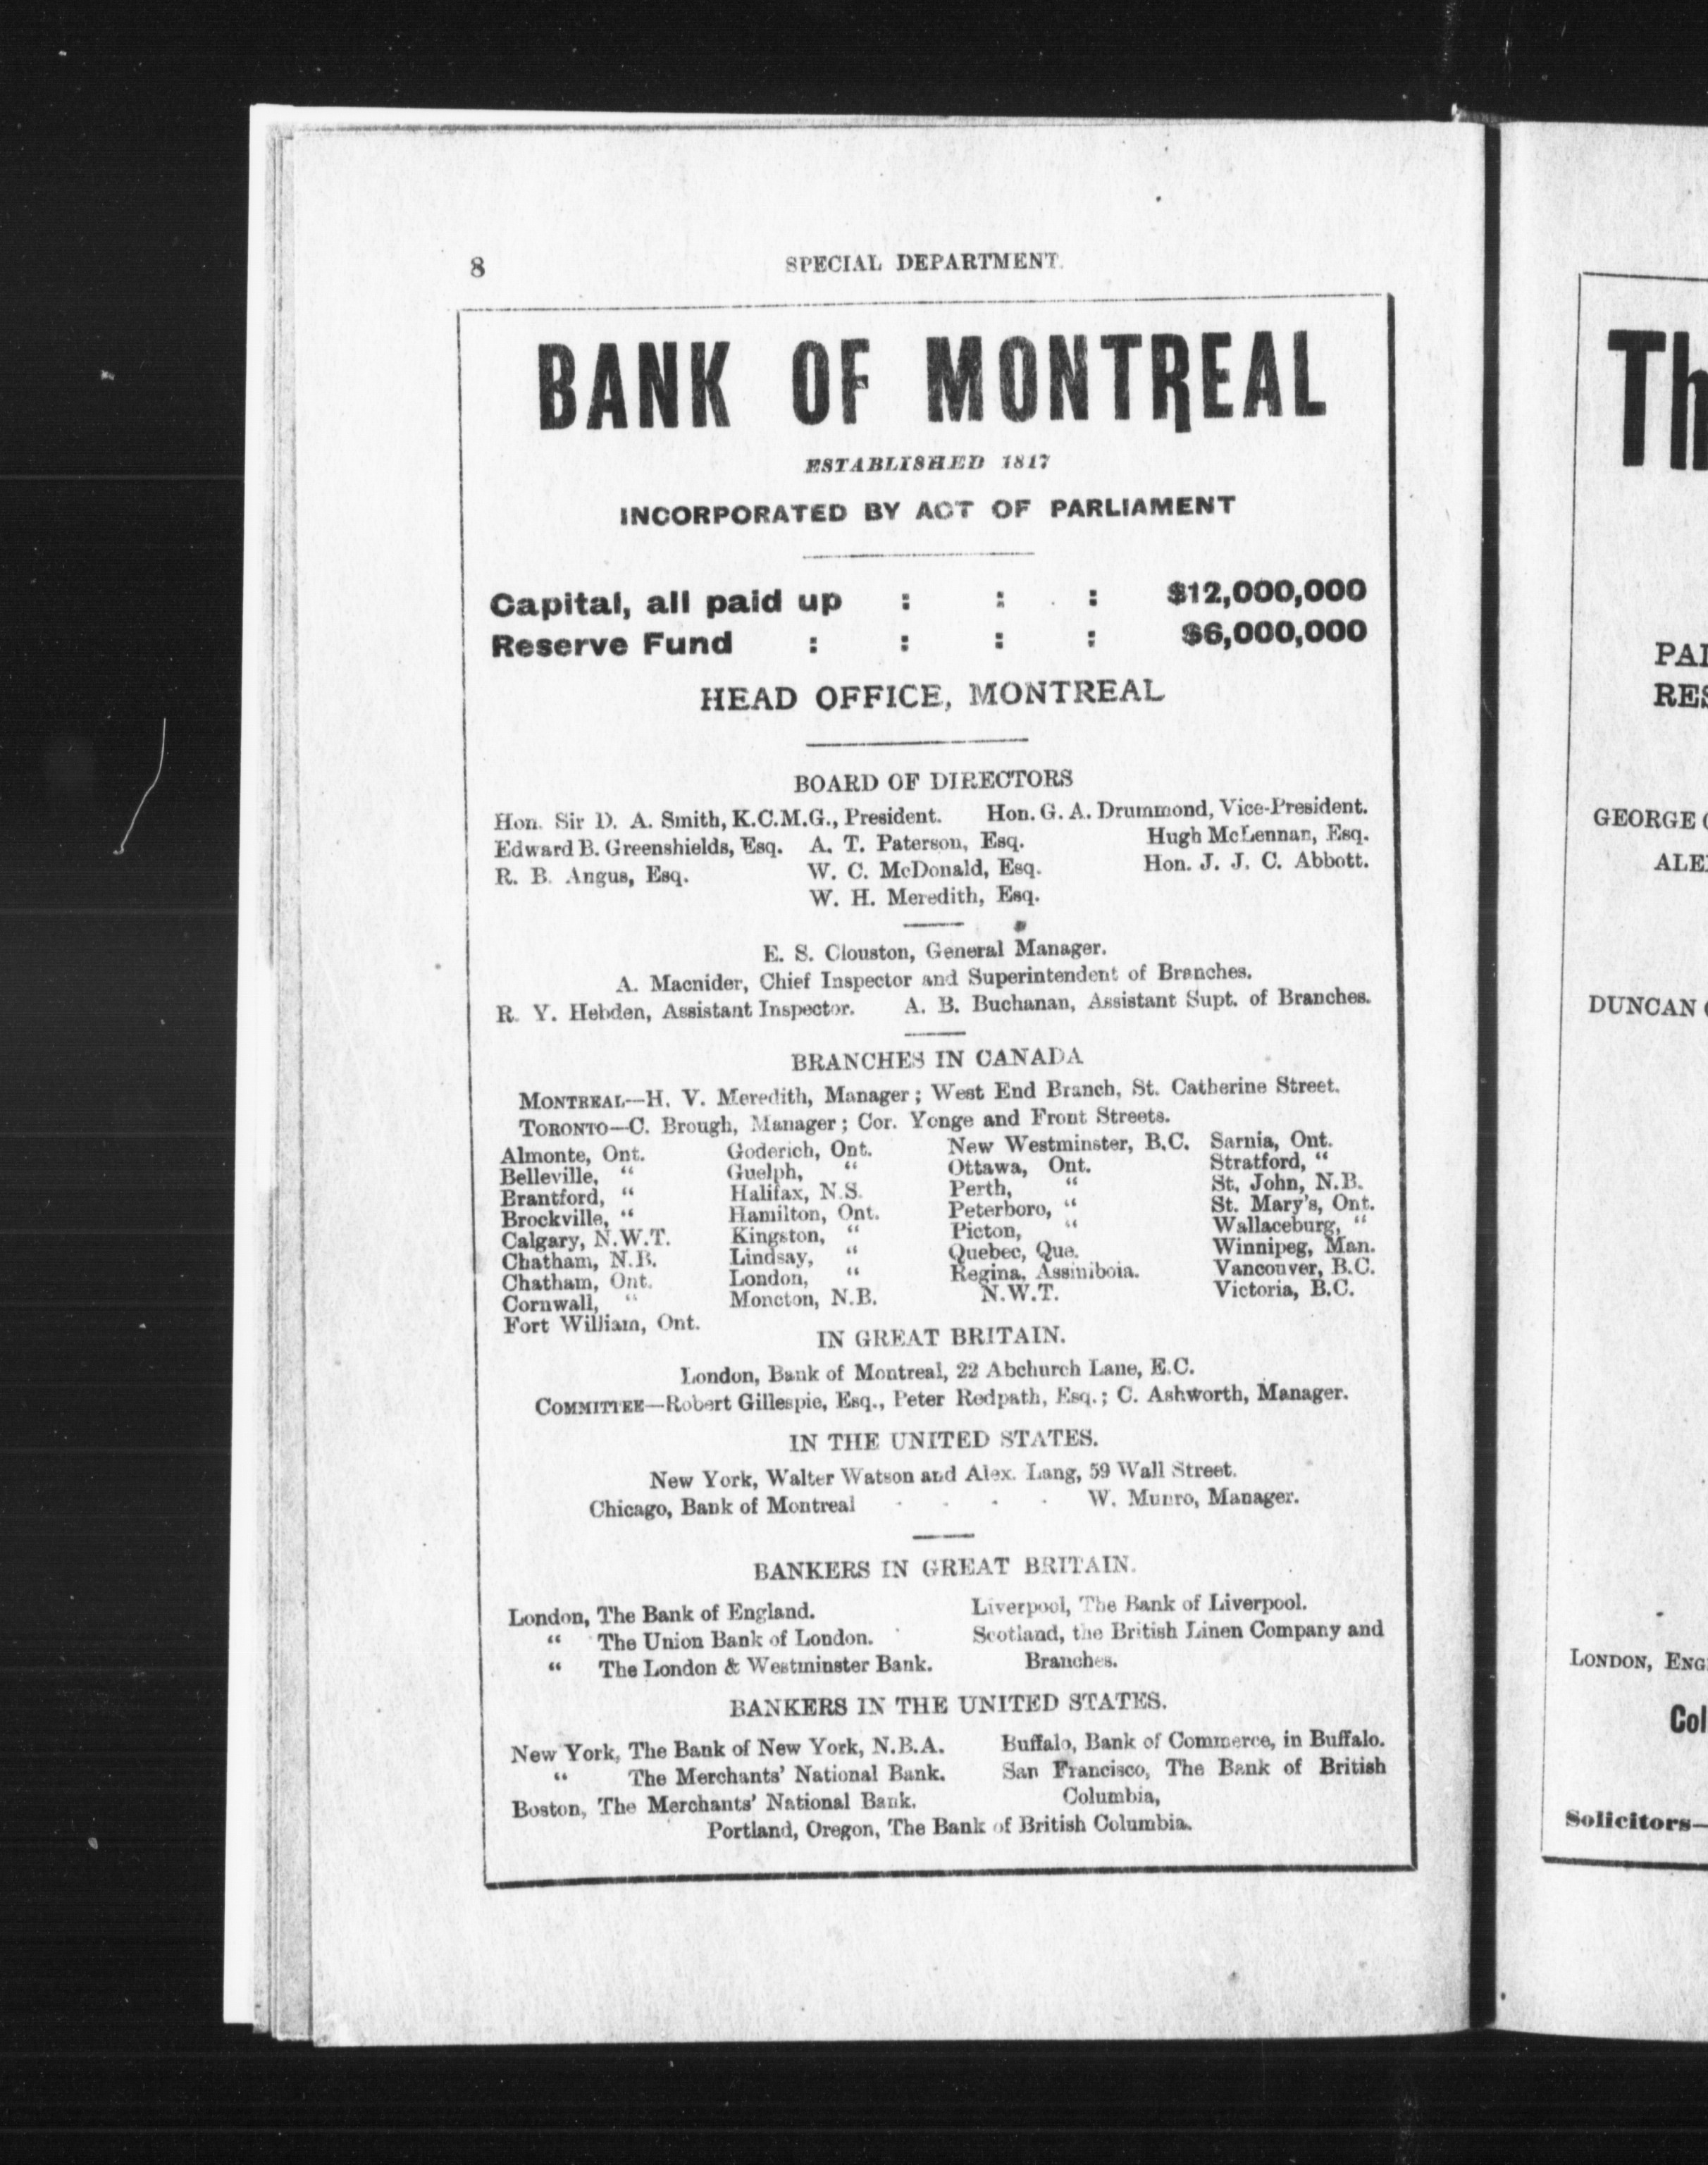 8 SPECIAL DEPARTMENT.
BANK OF MONTREAL
ESTABLISHED 1817
INCORPORATED BY ACT OF PARLIAMENT
Capital, all paid up : : : $12,000,000
Reserve Fund : : : : $6,000,000
HEAD OFFICE, MONTREAL
BOARD OF DIRECTORS
Hon. Sir D. A. Smith, K.C.M.G., President. Hon. G. A. Drummond, Vice-President.
Edward B. Greenshields, Esq. A. T. Paterson, Esq. Hugh McLennan, Esq.
R. B. Angus, Esq. W. C. McDonald, Esq. Hon. J. J. C. Abbott.
W. H. Meredith, Esq.
E. S. Clouston, General Manager.
A. Macnider, Chief Inspector and Superintendent of Branches.
R. Y. Hebden, Assistant Inspector. A. B. Buchanan, Assistant Supt. of Branches.
BRANCHES IN CANADA
MONTREAL—H. V. Meredith, Manager; West End Branch, St. Catherine Street.
TORONTO—C. Brough, Manager; Cor. Yonge and Front Streets.
Almonte, Ont. Goderich, Ont. New Westminster, B.C. Sarnia, Ont.
Belleville, “ Guelph, “ Ottawa, Ont. Stratford, “
Brantford, “ Halifax, N.S. Perth, “ St. John, N.B.
Brockville, “ Hamilton, Ont. Peterboro, “ St. Mary's, Ont.
Calgary, N.W.T. Kingston, “ Picton, “ Wallaceburg, “
Chatham, N.B. Lindsay, “ Quebec, Que. Winnipeg, Man.
Chatham, Ont. London, “ Regina, Assiniboia. Vancouver, B.C.
Cornwall, “ Moncton, N.B. N.W.T. Victoria, B.C.
Fort William, Ont.
IN GREAT BRITAIN.
London, Bank of Montreal, 22 Abchurch Lane, E.C.
COMMITTEE—Robert Gillespie, Esq., Peter Redpath, Esq.; C. Ashworth, Manager.
IN THE UNITED STATES.
New York, Walter Watson and Alex. Lang, 59 Wall Street.
Chicago, Bank of Montreal - - - - W. Munro, Manager.
BANKERS IN GREAT BRITAIN.
London, The Bank of England. Liverpool, The Bank of Liverpool.
“ The Union Bank of London. Scotland, the British Linen Company and
“ The London & Westminster Bank. Branches.
BANKERS IN THE UNITED STATES.
New York, The Bank of New York, N.B.A. Buffalo, Bank of Commerce, in Buffalo.
“ The Merchants' National Bank. San Francisco, The Bank of British
Boston, The Merchants' National Bank. Columbia,
Portland, Oregon, The Bank of British Columbia.
Th
PAI
RES
GEORGE
ALE
DUNCAN
LONDON, ENG
Col
Solicitors—